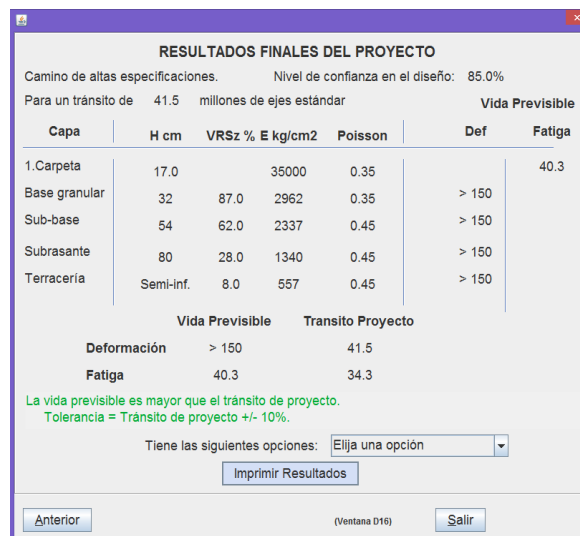 RESULTADOS FINALES DEL PROYECTO
Camino de altas especificaciones. Nivel de confianza en el diseño: 85.0%
Para un tránsito de 41.5 millones de ejes estándar Vida Previsible
Capa H cm VRSz % E kg/cm2 Poisson Def Fatiga
1.Carpeta 17.0 35000 0.35 40.3
Base granular 32 87.0 2962 0.35 > 150
Sub-base 54 62.0 2337 0.45 > 150
Subrasante 80 28.0 1340 0.45 > 150
Terracería Semi-inf. 8.0 557 0.45 > 150
Vida Previsible Transito Proyecto
Deformación > 150 41.5
Fatiga 40.3 34.3
La vida previsible es mayor que el tránsito de proyecto.
Tolerancia = Tránsito de proyecto +/- 10%.
Tiene las siguientes opciones: Elija una opción
Imprimir Resultados
Anterior (Ventana D16) Salir